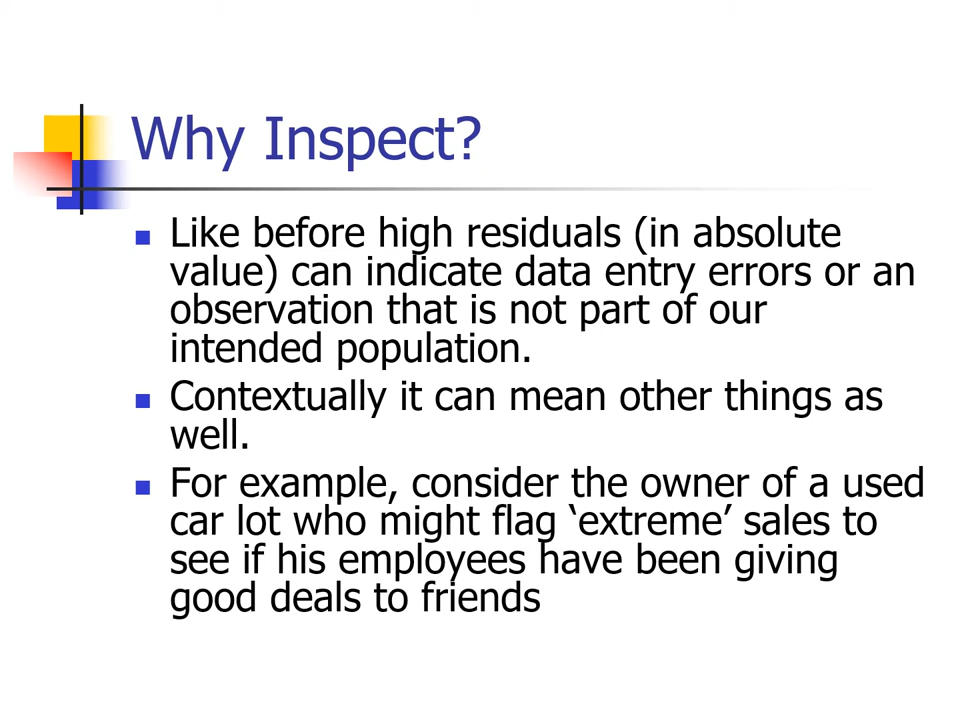 Why Inspect?
Like before high residuals (in absolute
value) can indicate data entry errors or an
observation that is not part of our
intended population.
Contextually it can mean other things as
well.
For example, consider the owner of a used
car lot who might flag ‘extreme’ sales to
see if his employees have been giving
good deals to friends